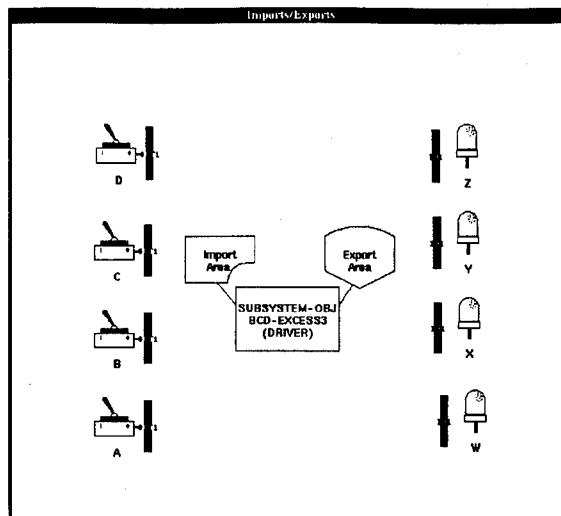 Imports/Exports
D
Z
C
Import
Area
Export
Area
Y
SUBSYSTEM-OBJ
BCD-EXCESS3
(DRIVER)
B
X
A
W